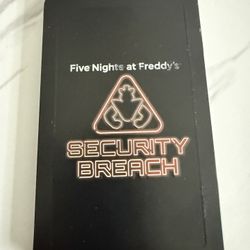 Five Nights at Freddy's
SECURITY
BREACH